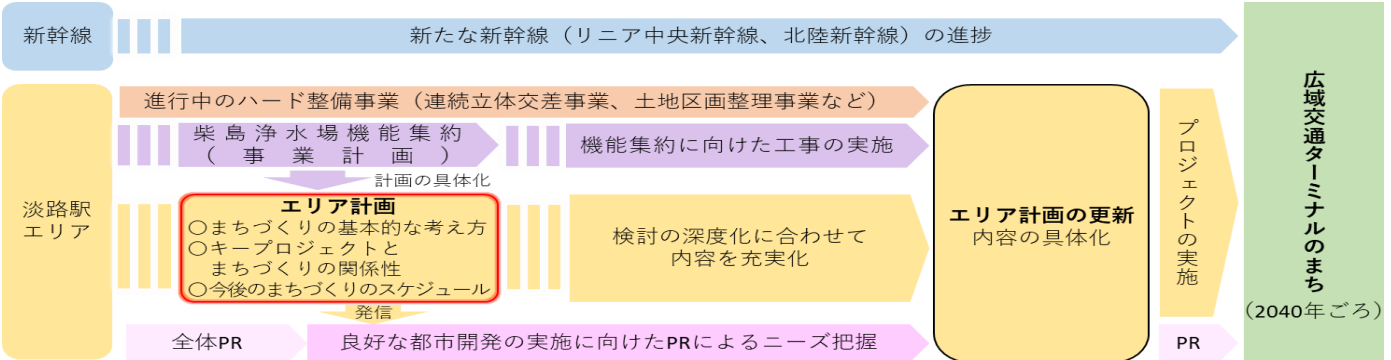 新幹線
新たな新幹線（リニア中央新幹線、北陸新幹線）の進捗
淡路駅
エリア
進行中のハード整備事業（連続立体交差事業、土地区画整理事業など）
柴島浄水場機能集約
（事業計画）
機能集約に向けた工事の実施
計画の具体化
エリア計画
○まちづくりの基本的な考え方
○キープロジェクトと
まちづくりの関係性
○今後のまちづくりのスケジュール
検討の深度化に合わせて
内容を充実化
発信
全体PR
良好な都市開発の実施に向けたPRによるニーズ把握
エリア計画の更新
内容の具体化
プロジェクトの実施
PR
広域交通ターミナルのまち
（2040年ごろ）